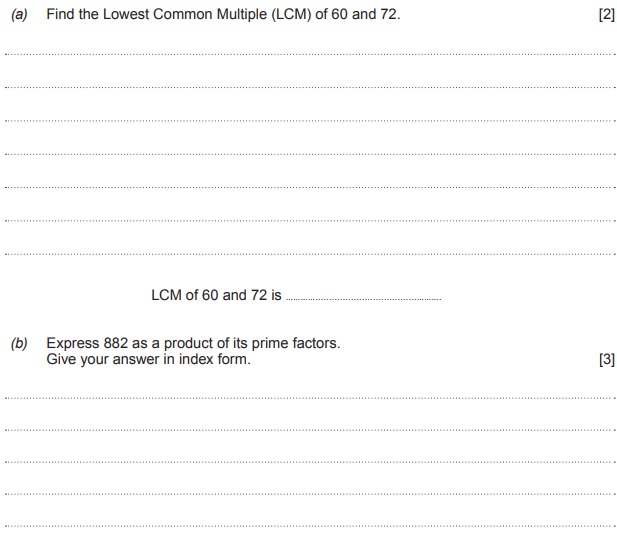 (a) Find the Lowest Common Multiple (LCM) of 60 and 72. [2]
LCM of 60 and 72 is
(b) Express 882 as a product of its prime factors.
Give your answer in index form. [3]